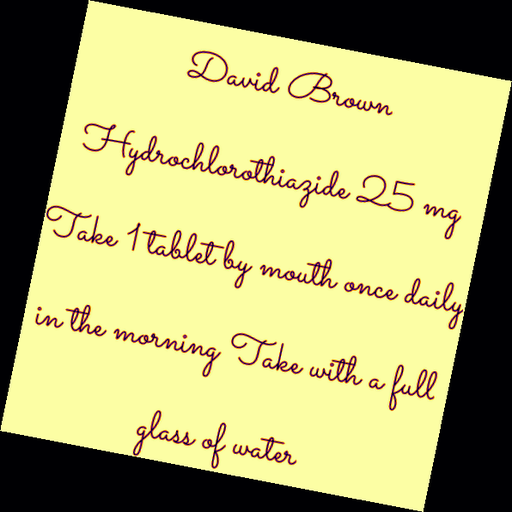 David Brown
Hydrochlorothiazide 25 mg
Take 1 tablet by mouth once daily
in the morning Take with a full
glass of water